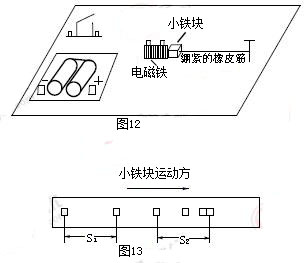 小铁块
绷紧的橡皮筋
电磁铁
- +
图12
小铁块运动方
S₁ S₂
图13